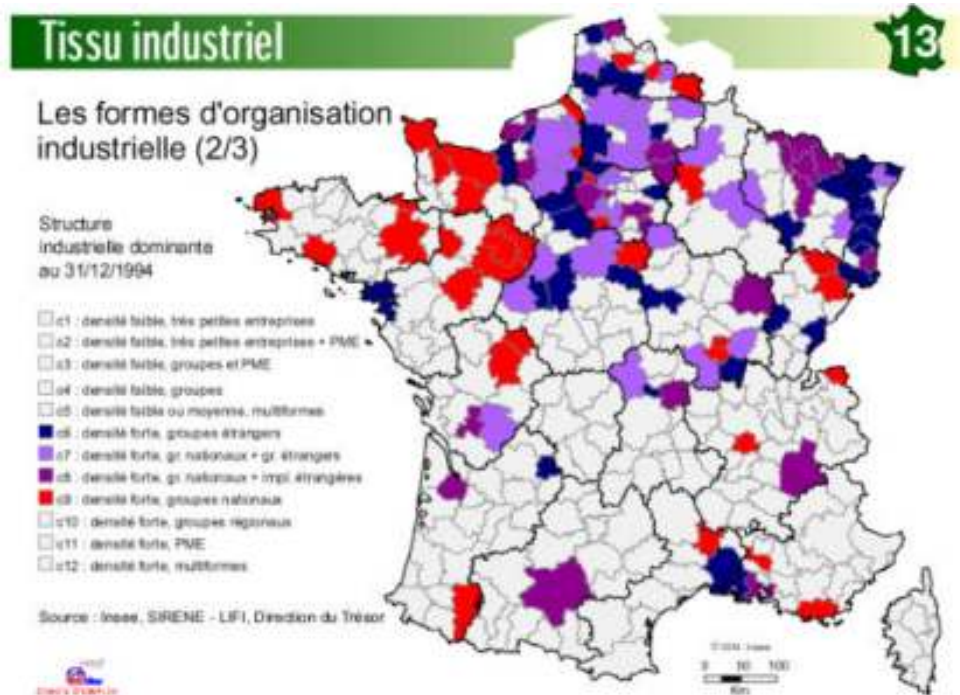 Tissu industriel
13
Les formes d'organisation
industrielle (2/3)
Structure
industrielle dominante
au 31/12/1994
c1 : densité faible, très petites entreprises
c2 : densité faible, très petites entreprises + PME
c3 : densité faible, groupes et PME
c4 : densité faible, groupes
c5 : densité faible ou moyenne, multiformes
c6 : densité forte, groupes étrangers
c7 : densité forte, gr. nationaux + gr. étrangers
c8 : densité forte, gr. nationaux + impl. étrangères
c9 : densité forte, groupes nationaux
c10 : densité forte, groupes régionaux
c11 : densité forte, PME
c12 : densité forte, multiformes
Source : Insee, SIRENE - LIFI, Direction du Trésor
0 50 100
Km